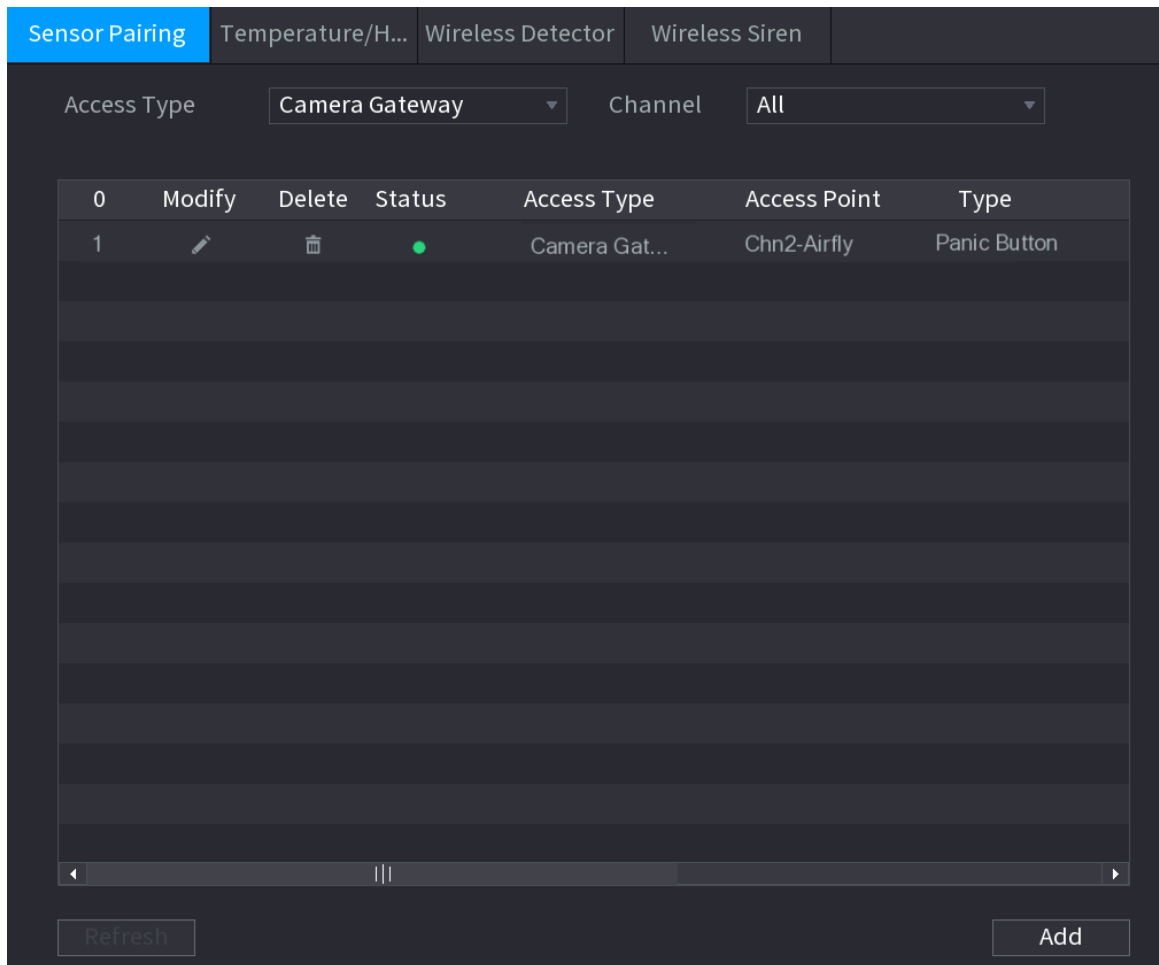 Sensor Pairing Temperature/H... Wireless Detector Wireless Siren
Access Type Camera Gateway Channel All
0 Modify Delete Status Access Type Access Point Type
1 Camera Gat... Chn2-Airfly Panic Button
Refresh Add